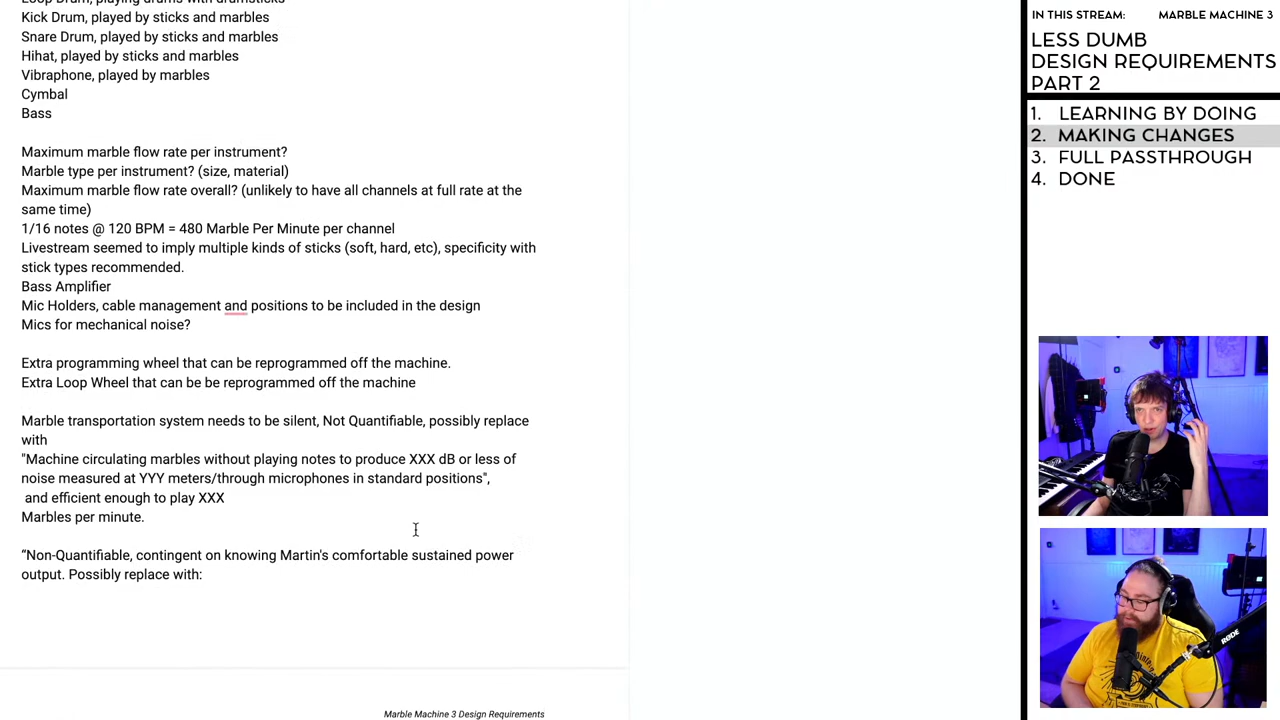 Loop Drum, playing drums with drumsticks
Kick Drum, played by sticks and marbles
Snare Drum, played by sticks and marbles
Hihat, played by sticks and marbles
Vibraphone, played by marbles
Cymbal
Bass
Maximum marble flow rate per instrument?
Marble type per instrument? (size, material)
Maximum marble flow rate overall? (unlikely to have all channels at full rate at the
same time)
1/16 notes @ 120 BPM = 480 Marble Per Minute per channel
Livestream seemed to imply multiple kinds of sticks (soft, hard, etc), specificity with
stick types recommended.
Bass Amplifier
Mic Holders, cable management and positions to be included in the design
Mics for mechanical noise?
Extra programming wheel that can be reprogrammed off the machine.
Extra Loop Wheel that can be be reprogrammed off the machine
Marble transportation system needs to be silent, Not Quantifiable, possibly replace
with
"Machine circulating marbles without playing notes to produce XXX dB or less of
noise measured at YYY meters/through microphones in standard positions",
and efficient enough to play XXX
Marbles per minute.
“Non-Quantifiable, contingent on knowing Martin's comfortable sustained power
output. Possibly replace with:
Marble Machine 3 Design Requirements
IN THIS STREAM: MARBLE MACHINE 3
LESS DUMB
DESIGN REQUIREMENTS
PART 2
1. LEARNING BY DOING
2. MAKING CHANGES
3. FULL PASSTHROUGH
4. DONE
RØDE